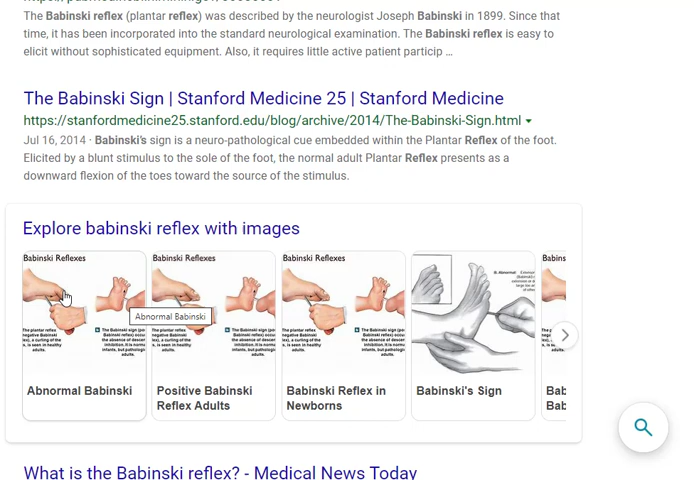 The Babinski reflex (plantar reflex) was described by the neurologist Joseph Babinski in 1899. Since that
time, it has been incorporated into the standard neurological examination. The Babinski reflex is easy to
elicit without sophisticated equipment. Also, it requires little active patient particip ...
The Babinski Sign | Stanford Medicine 25 | Stanford Medicine
https://stanfordmedicine25.stanford.edu/blog/archive/2014/The-Babinski-Sign.html
Jul 16, 2014 · Babinski's sign is a neuro-pathological cue embedded within the Plantar Reflex of the foot.
Elicited by a blunt stimulus to the sole of the foot, the normal adult Plantar Reflex presents as a
downward flexion of the toes toward the source of the stimulus.
Explore babinski reflex with images
Babinski Reflexes
Babinski Reflexes
Babinski Reflexes
Abnormal Babinski
Abnormal Babinski
Positive Babinski
Reflex Adults
Babinski Reflex in
Newborns
Babinski's Sign
Bab
Bab
What is the Babinski reflex? - Medical News Today